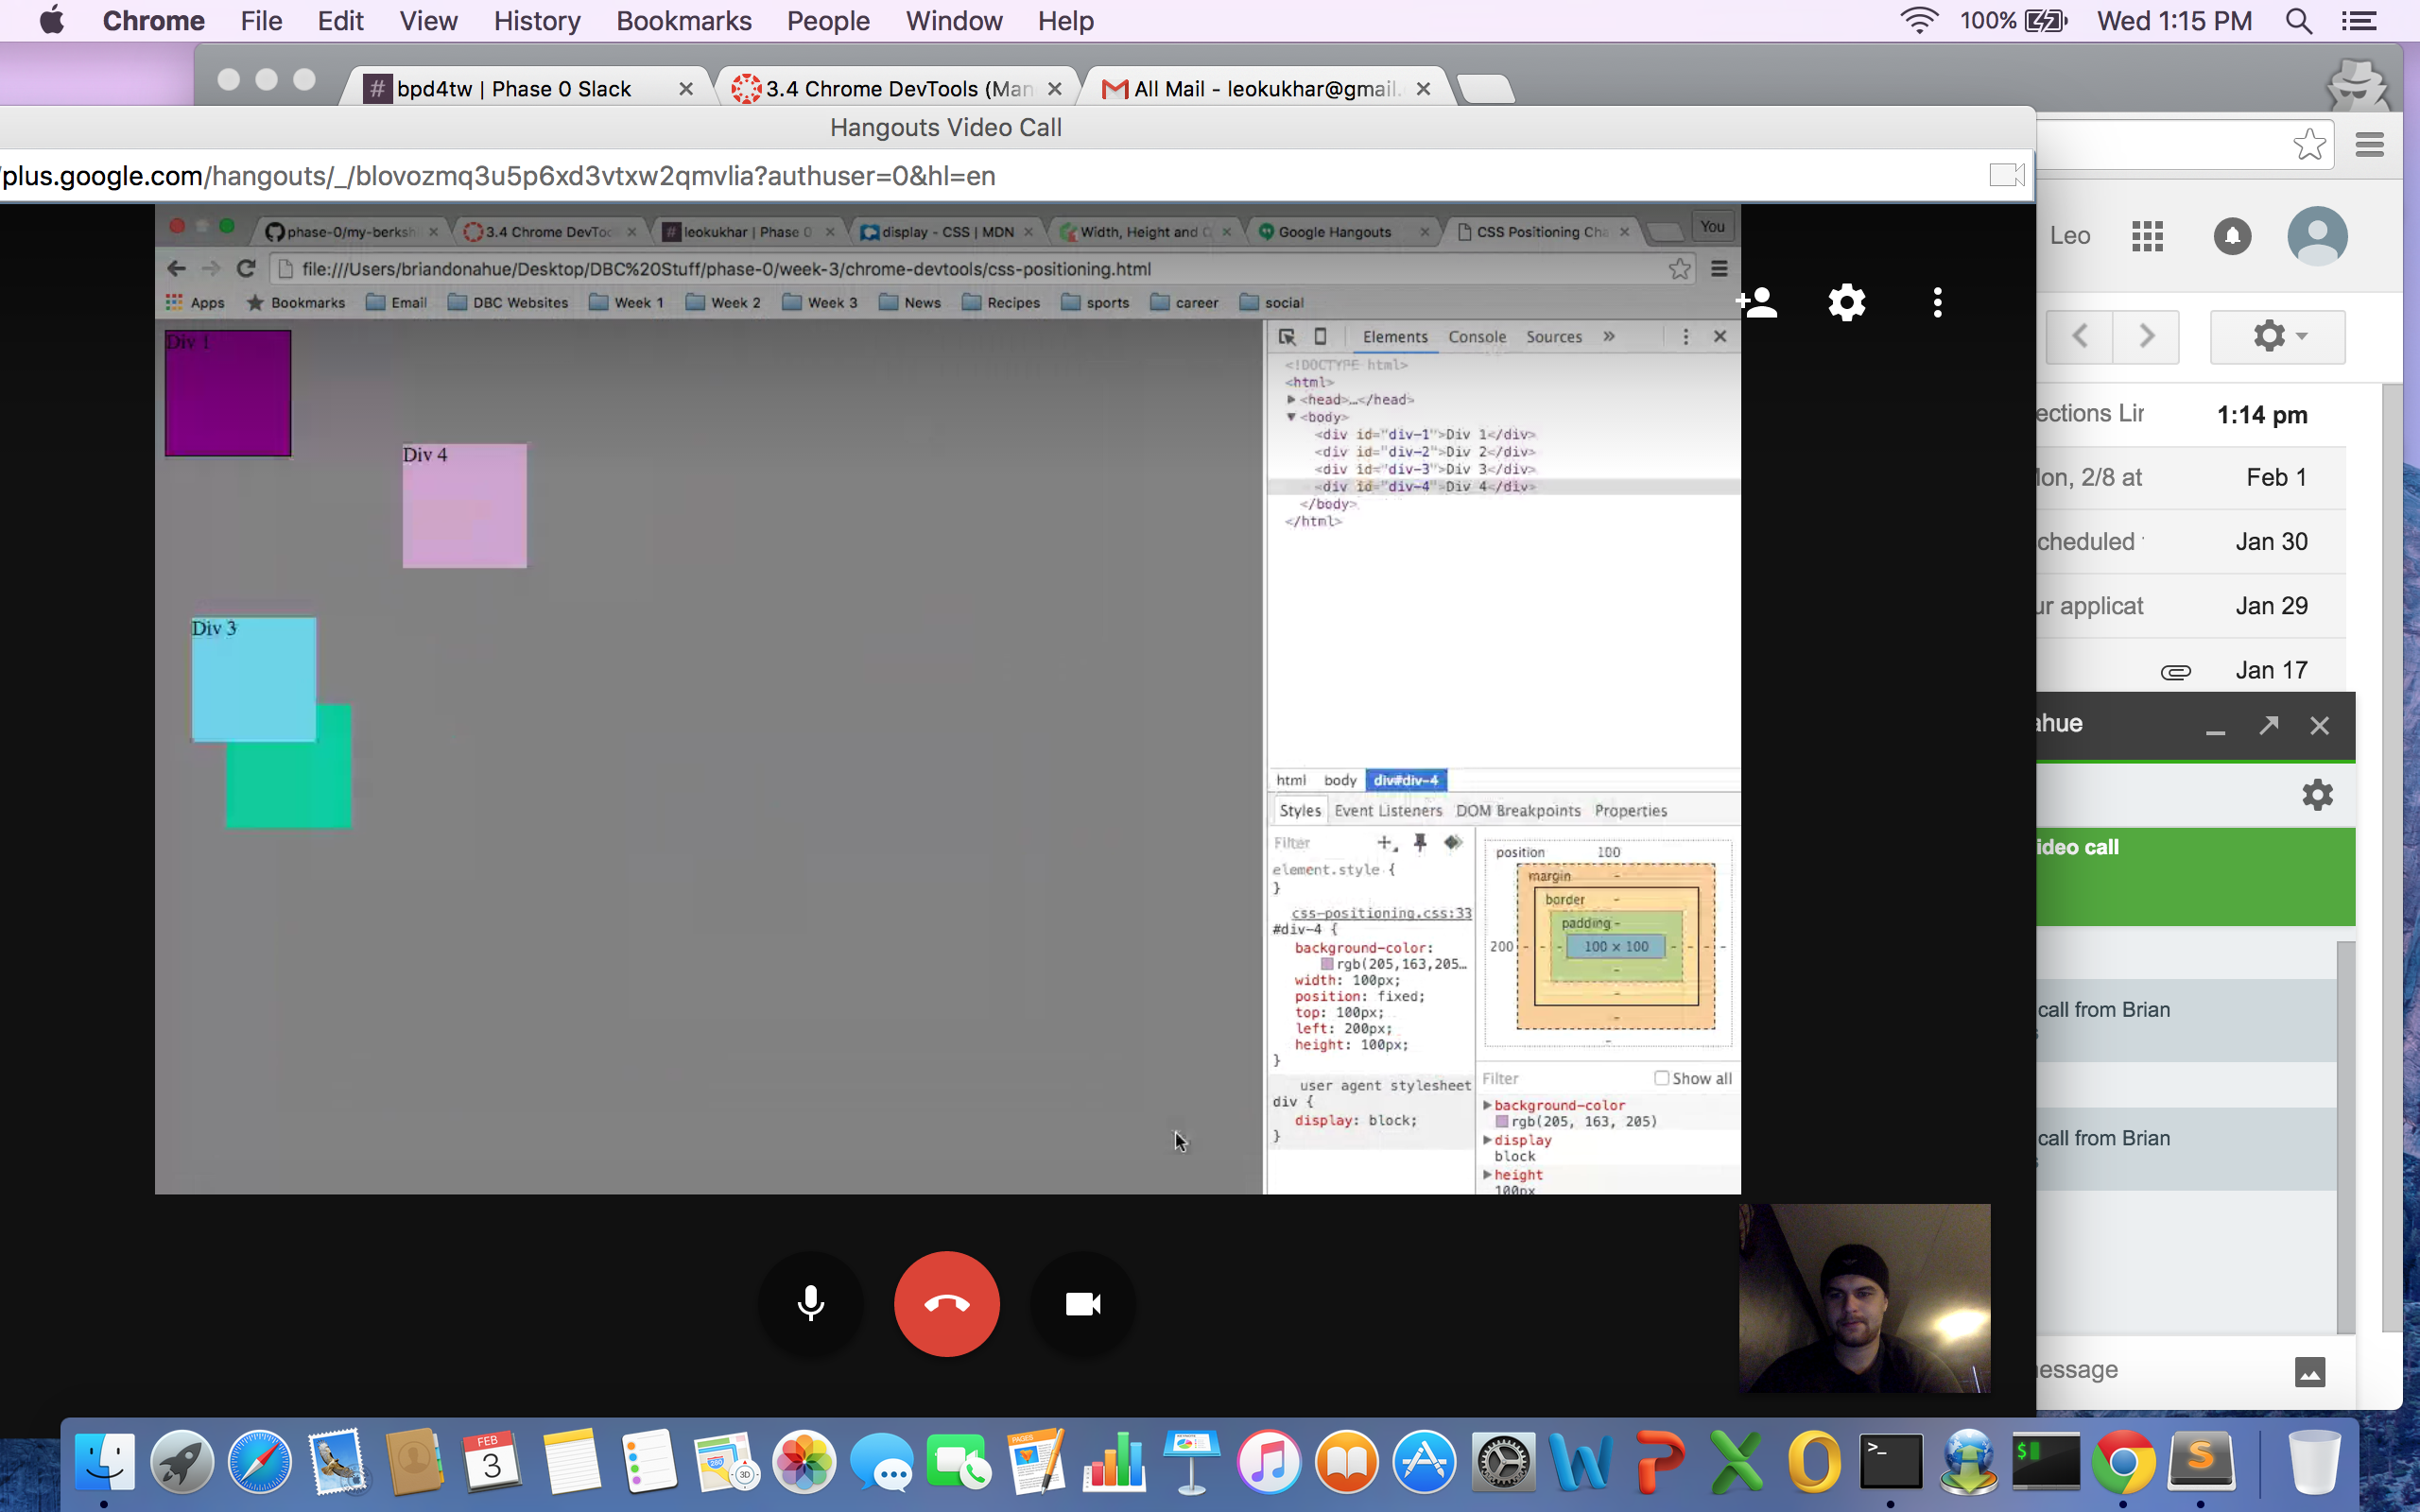 Chrome File Edit View History Bookmarks People Window Help 100% Wed 1:15 PM
bpd4tw | Phase 0 Slack 3.4 Chrome DevTools (Man All Mail - leokukhar@gmail.
Hangouts Video Call
/plus.google.com/hangouts/_/blovozmq3u5p6xd3vtxw2qmvlia?authuser=0&hl=en
phase-0/my-berksh 3.4 Chrome DevToo leokukhar | Phase 0 display - CSS | MDN Width, Height and C Google Hangouts CSS Positioning Cha You
file:///Users/briandonahue/Desktop/DBC%20Stuff/phase-0/week-3/chrome-devtools/css-positioning.html
Apps Bookmarks Email DBC Websites Week 1 Week 2 Week 3 News Recipes sports career social
Div 1
Div 4
Div 3
Elements Console Sources »
<!DOCTYPE html>
<html>
<head>…</head>
<body>
<div id="div-1">Div 1</div>
<div id="div-2">Div 2</div>
<div id="div-3">Div 3</div>
<div id="div-4">Div 4</div>
</body>
</html>
html body div#div-4
Styles Event Listeners DOM Breakpoints Properties
Filter
element.style {
}
css-positioning.css:33
#div-4 {
background-color:
rgb(205,163,205…
width: 100px;
position: fixed;
top: 100px;
left: 200px;
height: 100px;
}
user agent stylesheet
div {
display: block;
}
position 100
margin -
border -
padding -
200 - - - 100 × 100 - - - -
-
-
-
-
Filter Show all
background-color
rgb(205, 163, 205)
display
block
height
100px
Leo
ections Lir 1:14 pm
Mon, 2/8 at Feb 1
cheduled Jan 30
ur applicat Jan 29
Jan 17
ahue
ideo call
call from Brian
s
call from Brian
s
essage
FEB
3
PAGES
280
3D
>_
$